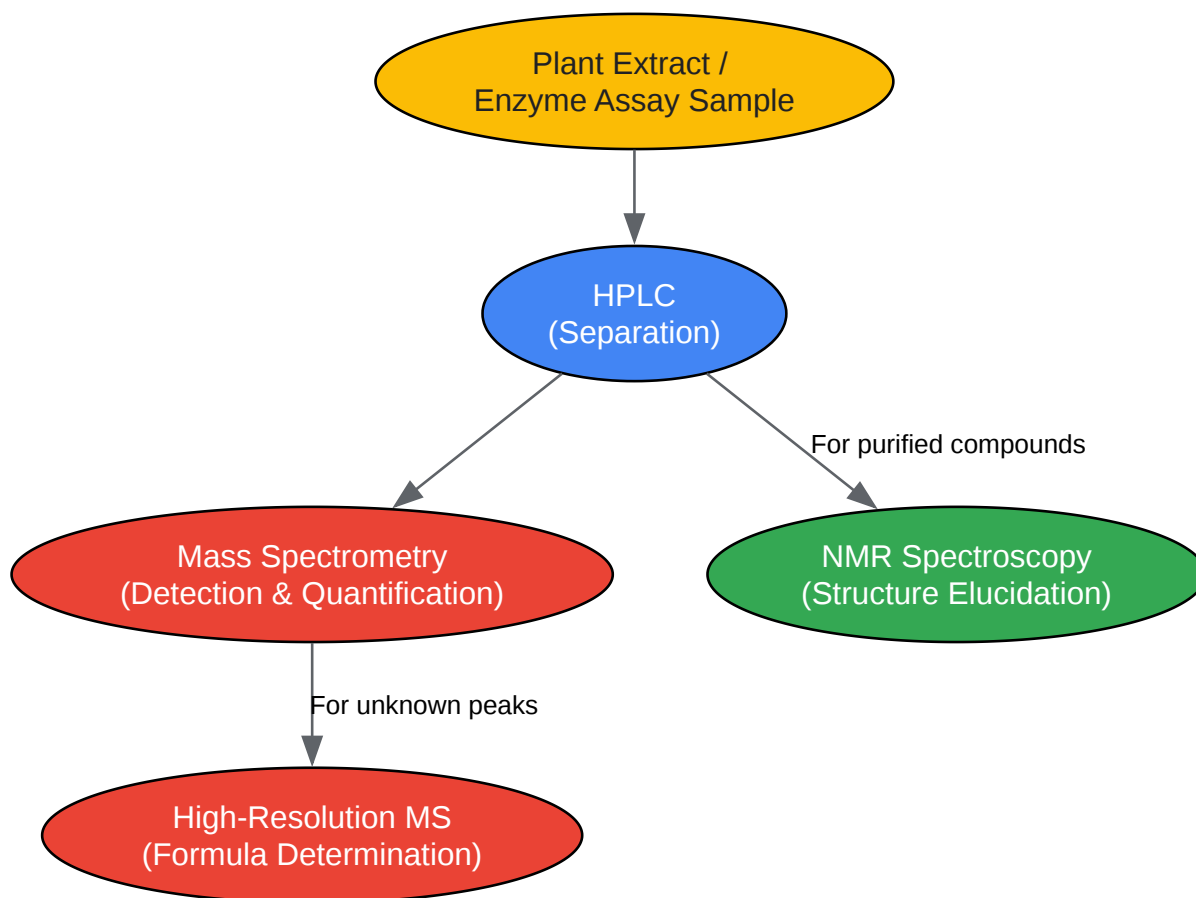 Plant Extract /
Enzyme Assay Sample
HPLC
(Separation)
For purified compounds
Mass Spectrometry
(Detection & Quantification)
NMR Spectroscopy
(Structure Elucidation)
For unknown peaks
High-Resolution MS
(Formula Determination)